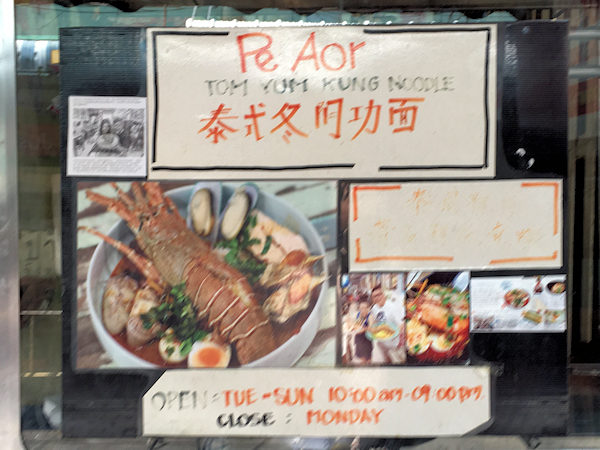 Pe Aor
TOM YUM KUNG NOODLE
泰式冬阴功面
OPEN : TUE - SUN 10:00 am - 09:00 pm.
CLOSE : MONDAY